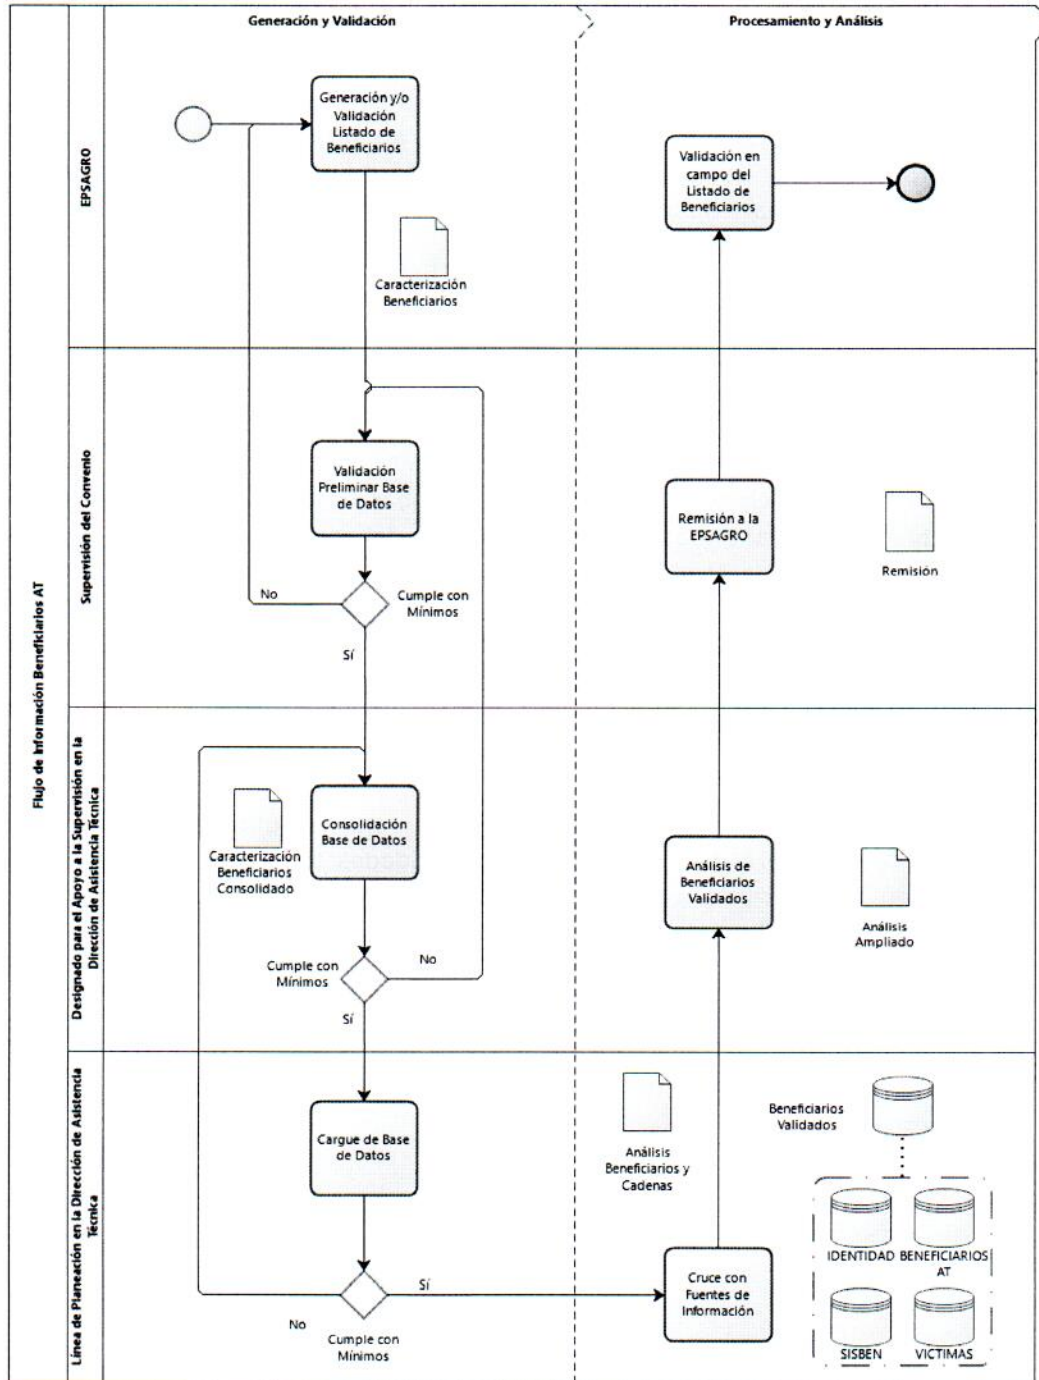 Generación y Validación
Procesamiento y Análisis
Flujo de Información Beneficiarios AT
EPSAGRO
Generación y/o
Validación
Listado de
Beneficiarios
Caracterización
Beneficiarios
Validación en
campo del
Listado de
Beneficiarios
Supervisión del Convenio
Validación
Preliminar Base
de Datos
No
Cumple con
Mínimos
Sí
Remisión a la
EPSAGRO
Remisión
Designado para el Apoyo a la Supervisión en la
Dirección de Asistencia Técnica
Caracterización
Beneficiarios
Consolidado
Consolidación
Base de Datos
Cumple con
Mínimos
No
Sí
Análisis de
Beneficiarios
Validados
Análisis
Ampliado
Línea de Planeación en la Dirección de Asistencia
Técnica
Cargue de Base
de Datos
No
Sí
Cumple con
Mínimos
Análisis
Beneficiarios y
Cadenas
Cruce con
Fuentes de
Información
Beneficiarios
Validados
IDENTIDAD
BENEFICIARIOS
AT
SISBEN
VICTIMAS